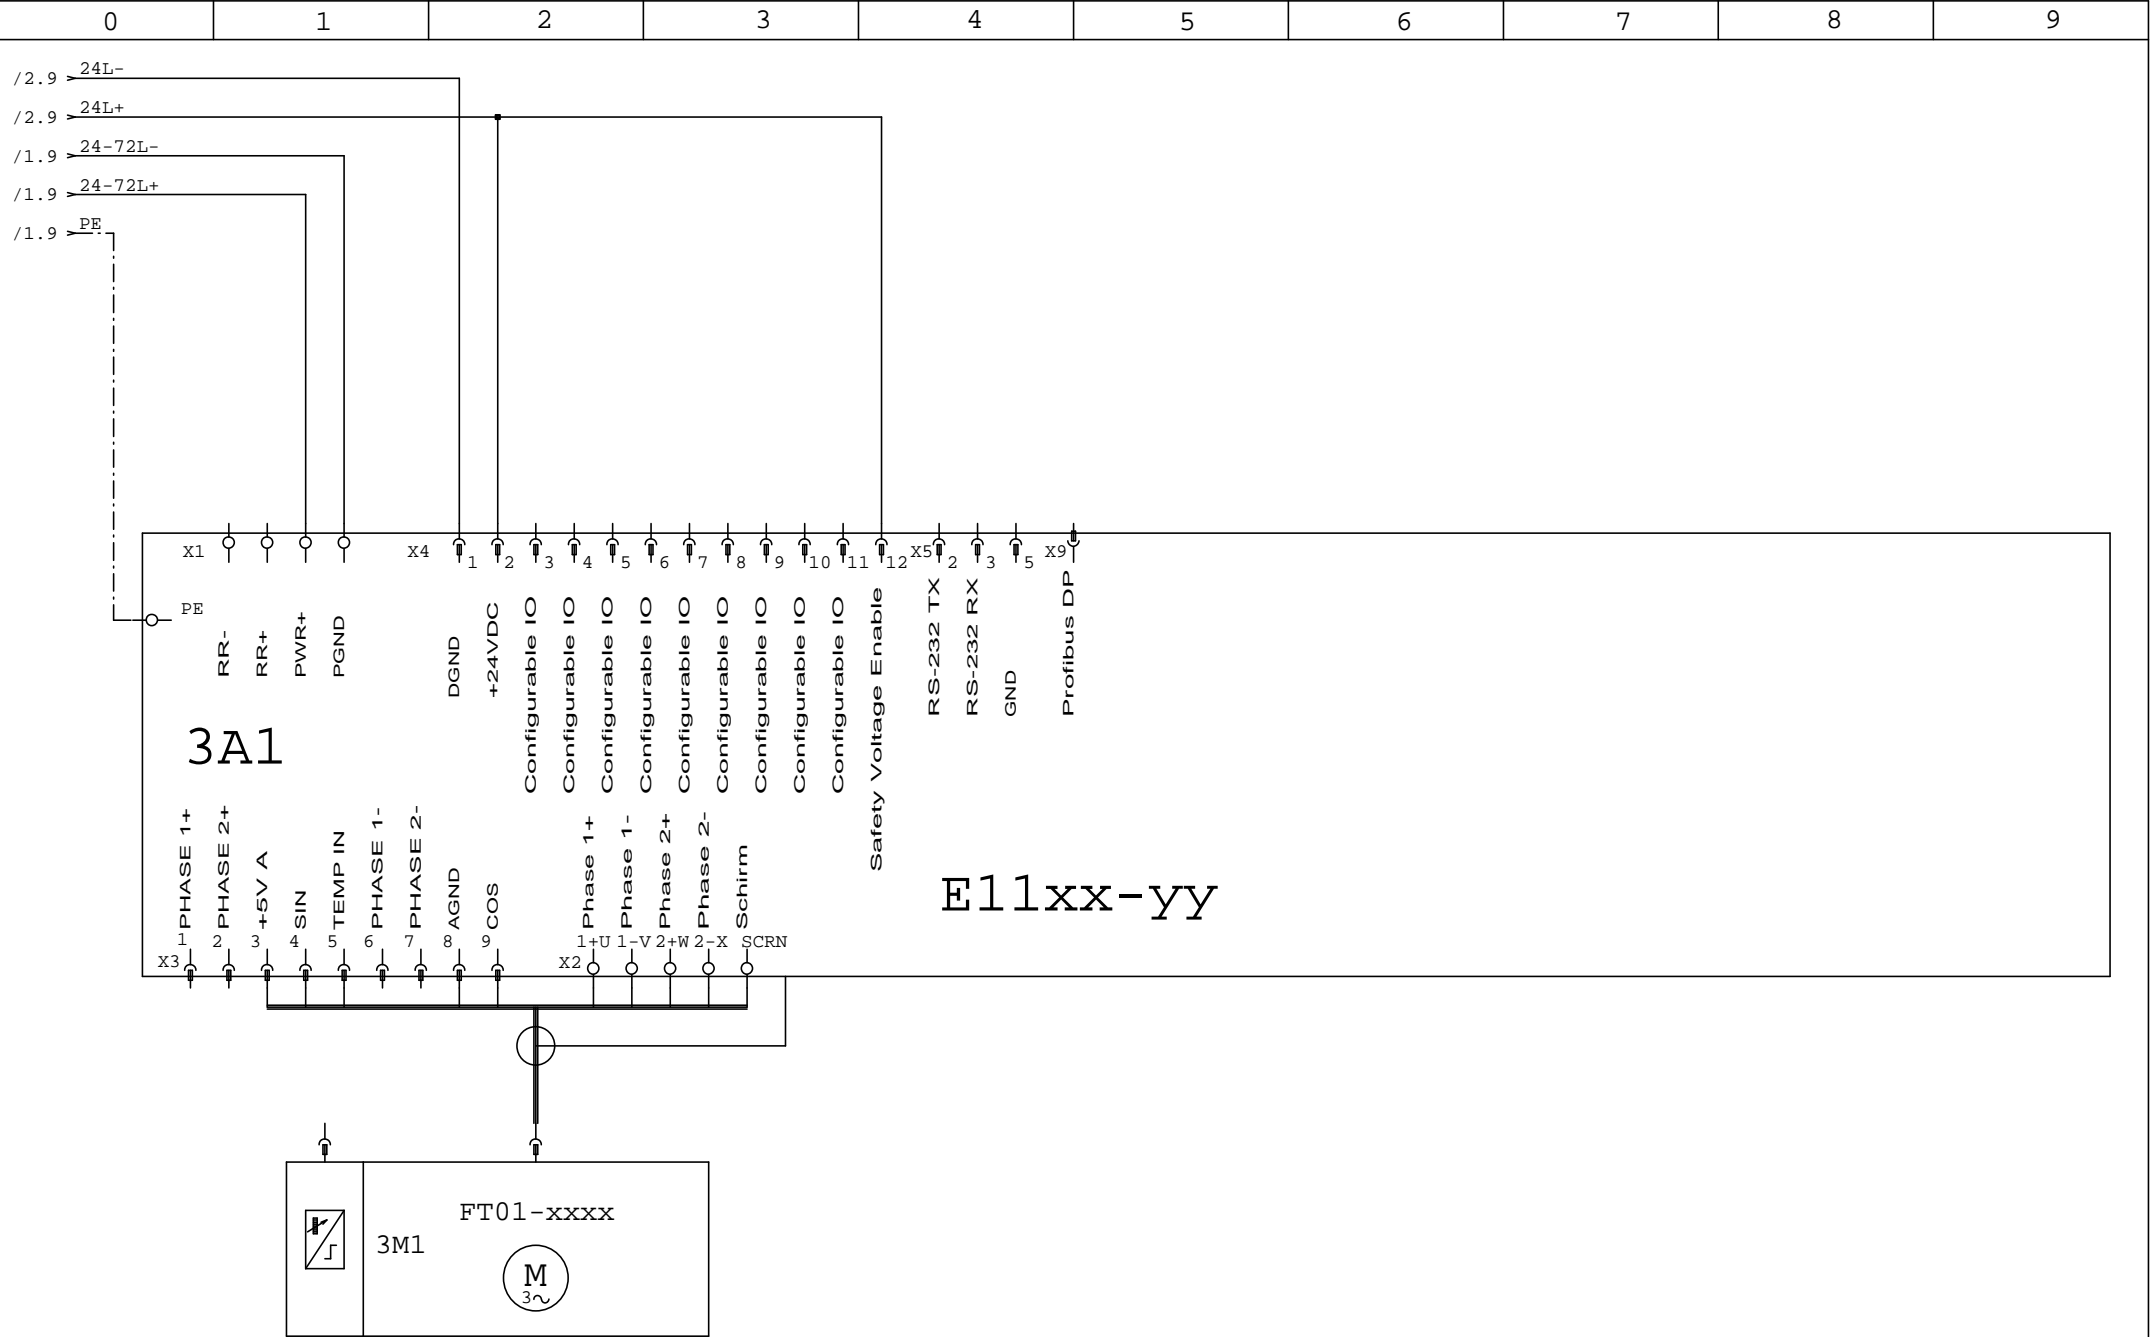 0 1 2 3 4 5 6 7 8 9
/2.9 24L-
/2.9 24L+
/1.9 24-72L-
/1.9 24-72L+
/1.9 PE
X1 X4 1 2 3 4 5 6 7 8 9 10 11 12 X5 2 3 5 X9
PE
RR-
RR+
PWR+
PGND
DGND
+24VDC
Configurable IO
Configurable IO
Configurable IO
Configurable IO
Configurable IO
Configurable IO
Configurable IO
Configurable IO
Configurable IO
Safety Voltage Enable
RS-232 TX
RS-232 RX
GND
Profibus DP
3A1
E11xx-yy
PHASE 1+
PHASE 2+
+5V A
SIN
TEMP IN
PHASE 1-
PHASE 2-
AGND
COS
Phase 1+
Phase 1-
Phase 2+
Phase 2-
Schirm
1 2 3 4 5 6 7 8 9 1+U 1-V 2+W 2-X SCRN
X3 X2
FT01-xxxx
3M1
M
3~